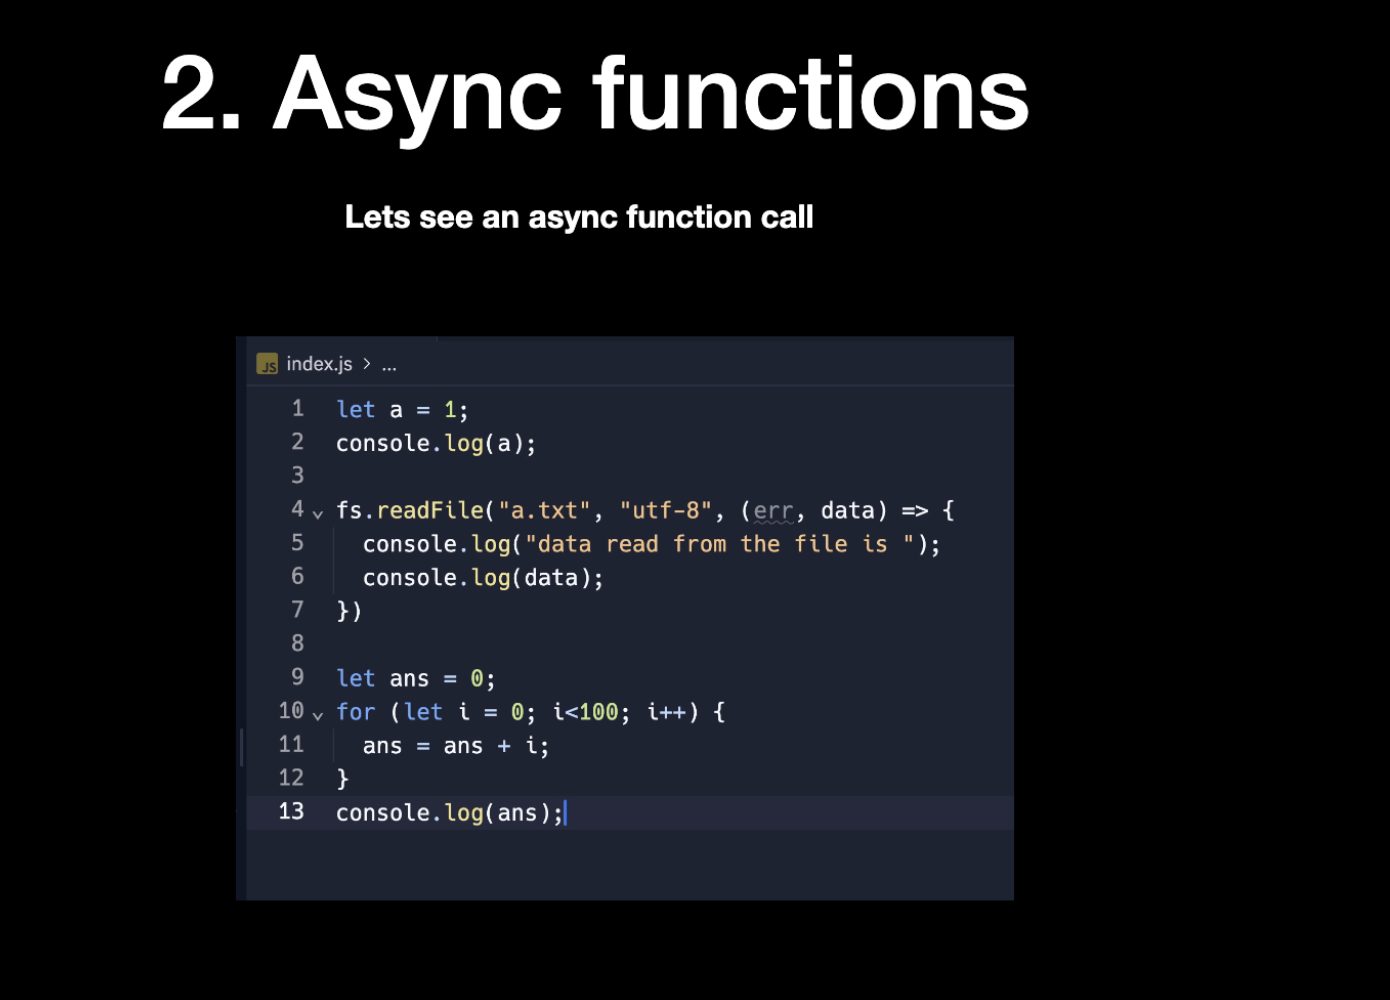 2. Async functions
Lets see an async function call
JS index.js > ...
1 let a = 1;
2 console.log(a);
3
4 fs.readFile("a.txt", "utf-8", (err, data) => {
5   console.log("data read from the file is ");
6   console.log(data);
7 })
8
9 let ans = 0;
10 for (let i = 0; i<100; i++) {
11   ans = ans + i;
12 }
13 console.log(ans);